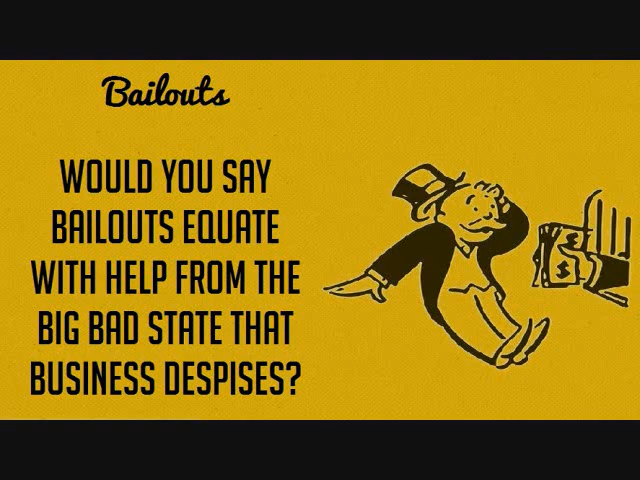 Bailouts
WOULD YOU SAY
BAILOUTS EQUATE
WITH HELP FROM THE
BIG BAD STATE THAT
BUSINESS DESPISES?
$
$